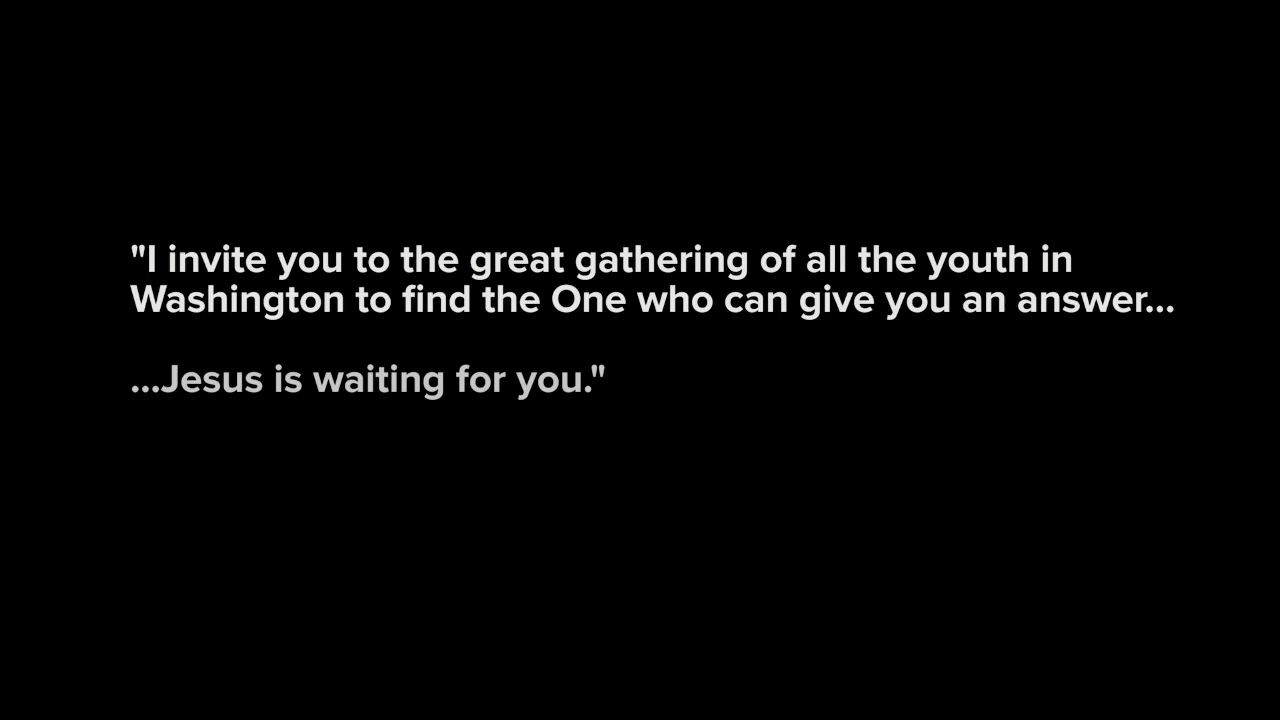 "I invite you to the great gathering of all the youth in
Washington to find the One who can give you an answer...
...Jesus is waiting for you."